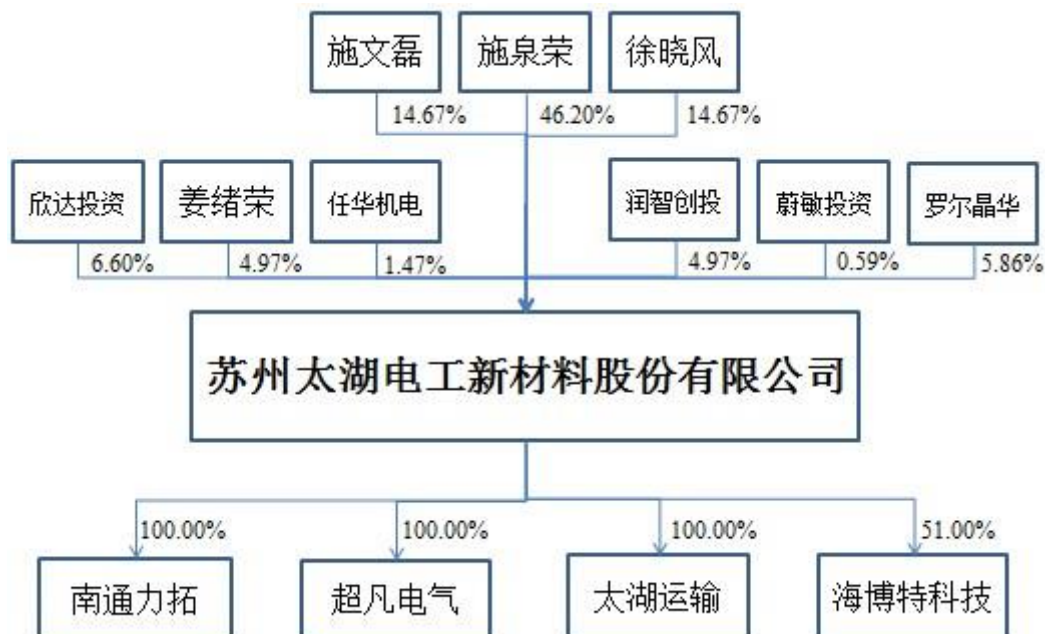 施文磊 施泉荣 徐晓风
14.67% 46.20% 14.67%
欣达投资 姜绪荣 任华机电 润智创投 蔚敏投资 罗尔晶华
6.60% 4.97% 1.47% 4.97% 0.59% 5.86%
苏州太湖电工新材料股份有限公司
100.00% 100.00% 100.00% 51.00%
南通力拓 超凡电气 太湖运输 海博特科技